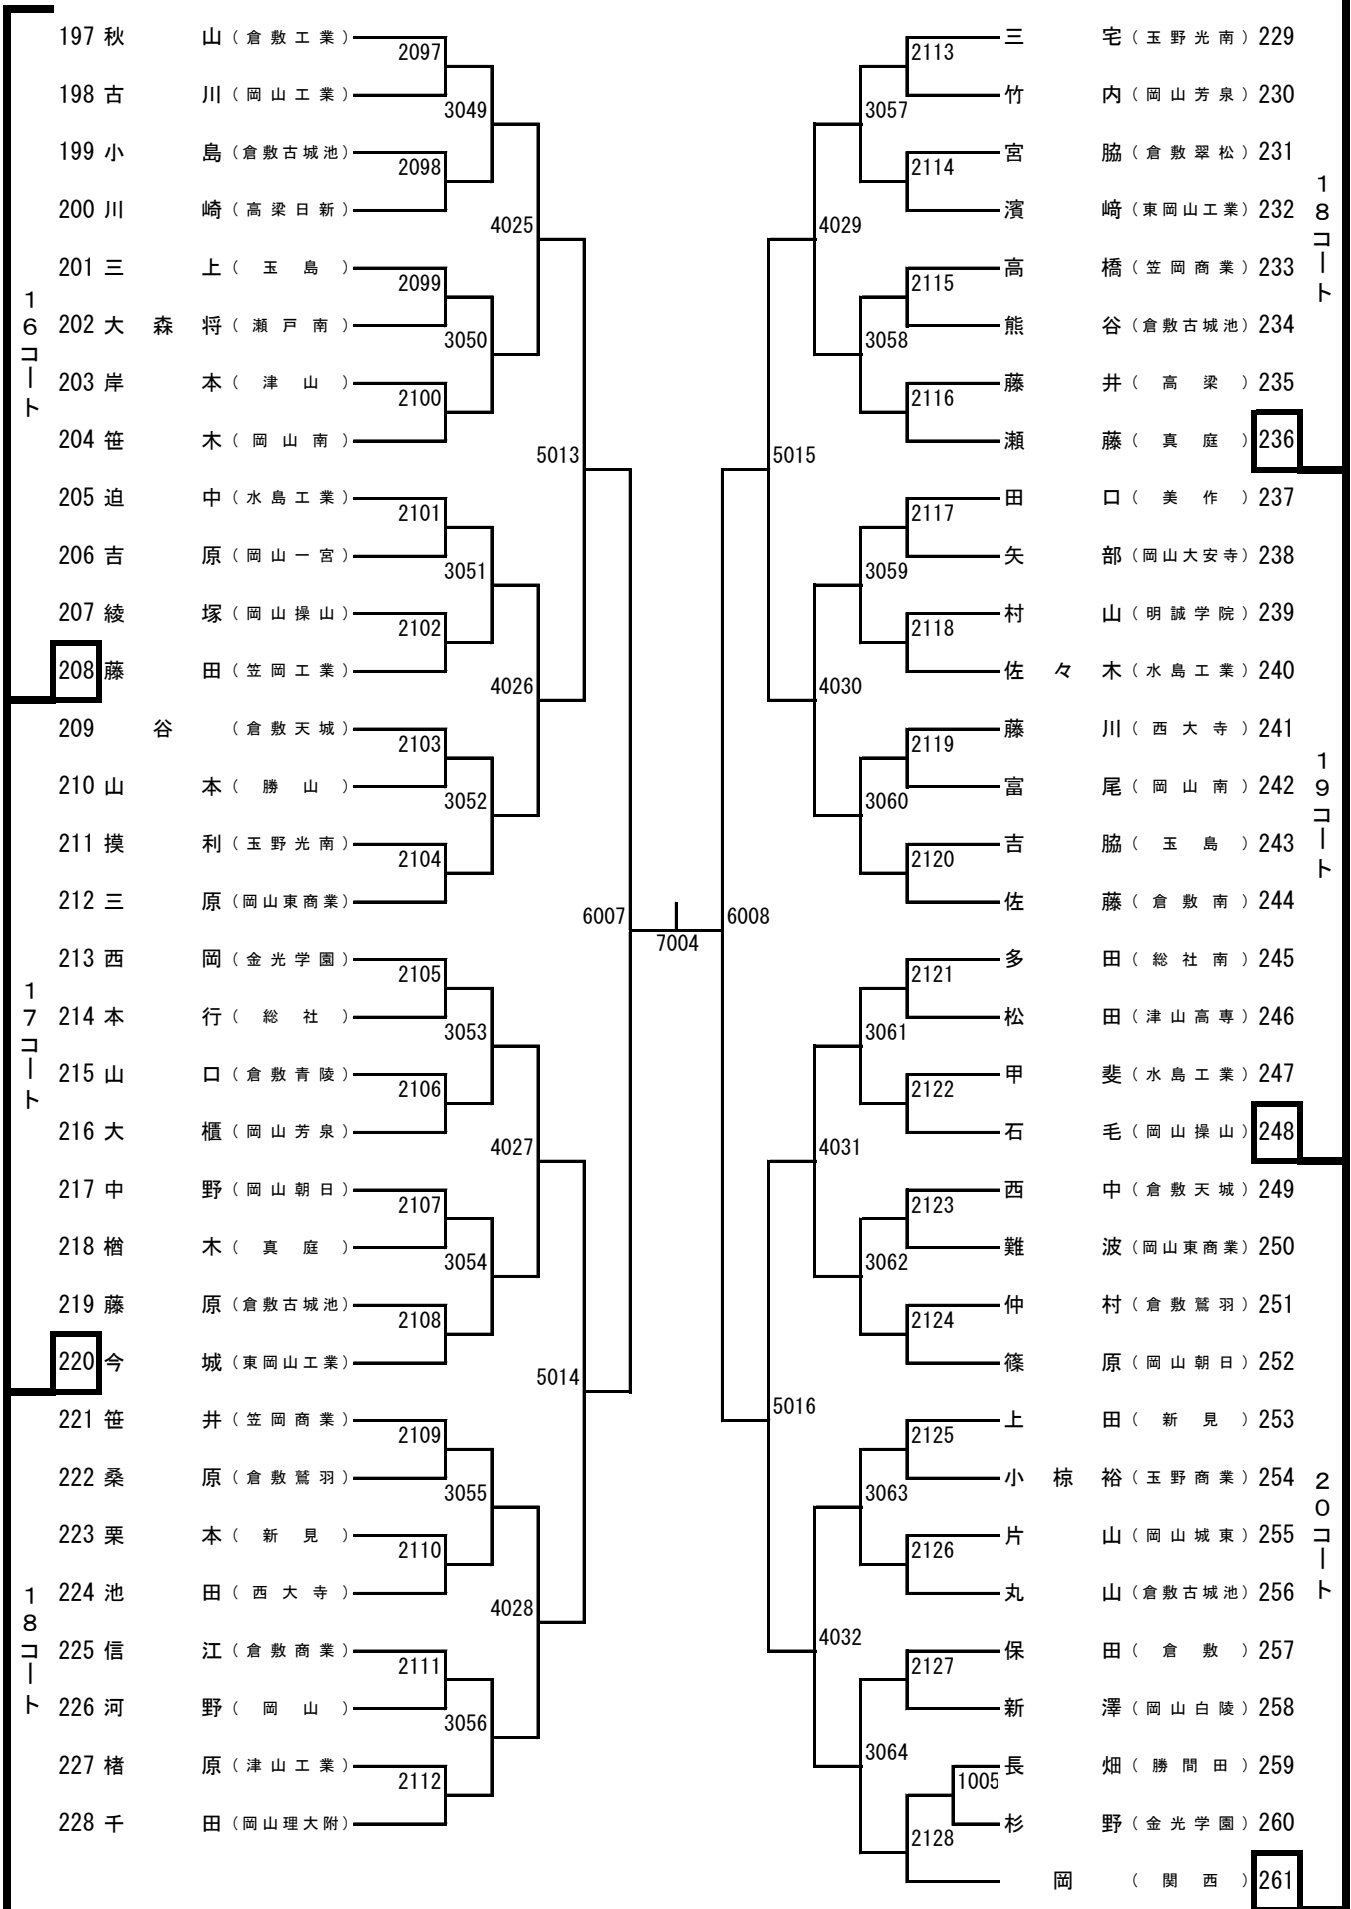 197 秋山（倉敷工業）
198 古川（岡山工業）
199 小島（倉敷古城池）
200 川崎（高梁日新）
201 三上（玉島）
202 大森将（瀬戸南）
203 岸本（津山）
204 笹木（岡山南）
205 迫中（水島工業）
206 吉原（岡山一宮）
207 綾塚（岡山操山）
208 藤田（笠岡工業）
209 谷（倉敷天城）
210 山本（勝山）
211 摸利（玉野光南）
212 三原（岡山東商業）
213 西岡（金光学園）
214 本行（総社）
215 山口（倉敷青陵）
216 大櫃（岡山芳泉）
217 中野（岡山朝日）
218 楢木（真庭）
219 藤原（倉敷古城池）
220 今城（東岡山工業）
221 笹井（笠岡商業）
222 桑原（倉敷鷲羽）
223 栗本（新見）
224 池田（西大寺）
225 信江（倉敷商業）
226 河野（岡山）
227 楮原（津山工業）
228 千田（岡山理大附）
16コート
17コート
18コート
2097
2098
2099
2100
2101
2102
2103
2104
2105
2106
2107
2108
2109
2110
2111
2112
3049
3050
3051
3052
3053
3054
3055
3056
4025
4026
4027
4028
5013
5014
6007
7004
6008
5015
5016
4029
4030
4031
4032
3057
3058
3059
3060
3061
3062
3063
3064
2113
2114
2115
2116
2117
2118
2119
2120
2121
2122
2123
2124
2125
2126
2127
2128
1005
三宅（玉野光南）229
竹内（岡山芳泉）230
宮脇（倉敷翠松）231
濱﨑（東岡山工業）232
高橋（笠岡商業）233
熊谷（倉敷古城池）234
藤井（高梁）235
瀬藤（真庭）236
田口（美作）237
矢部（岡山大安寺）238
村山（明誠学院）239
佐々木（水島工業）240
藤川（西大寺）241
富尾（岡山南）242
吉脇（玉島）243
佐藤（倉敷南）244
多田（総社南）245
松田（津山高専）246
甲斐（水島工業）247
石毛（岡山操山）248
西中（倉敷天城）249
難波（岡山東商業）250
仲村（倉敷鷲羽）251
篠原（岡山朝日）252
上田（新見）253
小椋裕（玉野商業）254
片山（岡山城東）255
丸山（倉敷古城池）256
保田（倉敷）257
新澤（岡山白陵）258
長畑（勝間田）259
杉野（金光学園）260
岡（関西）261
18コート
19コート
20コート